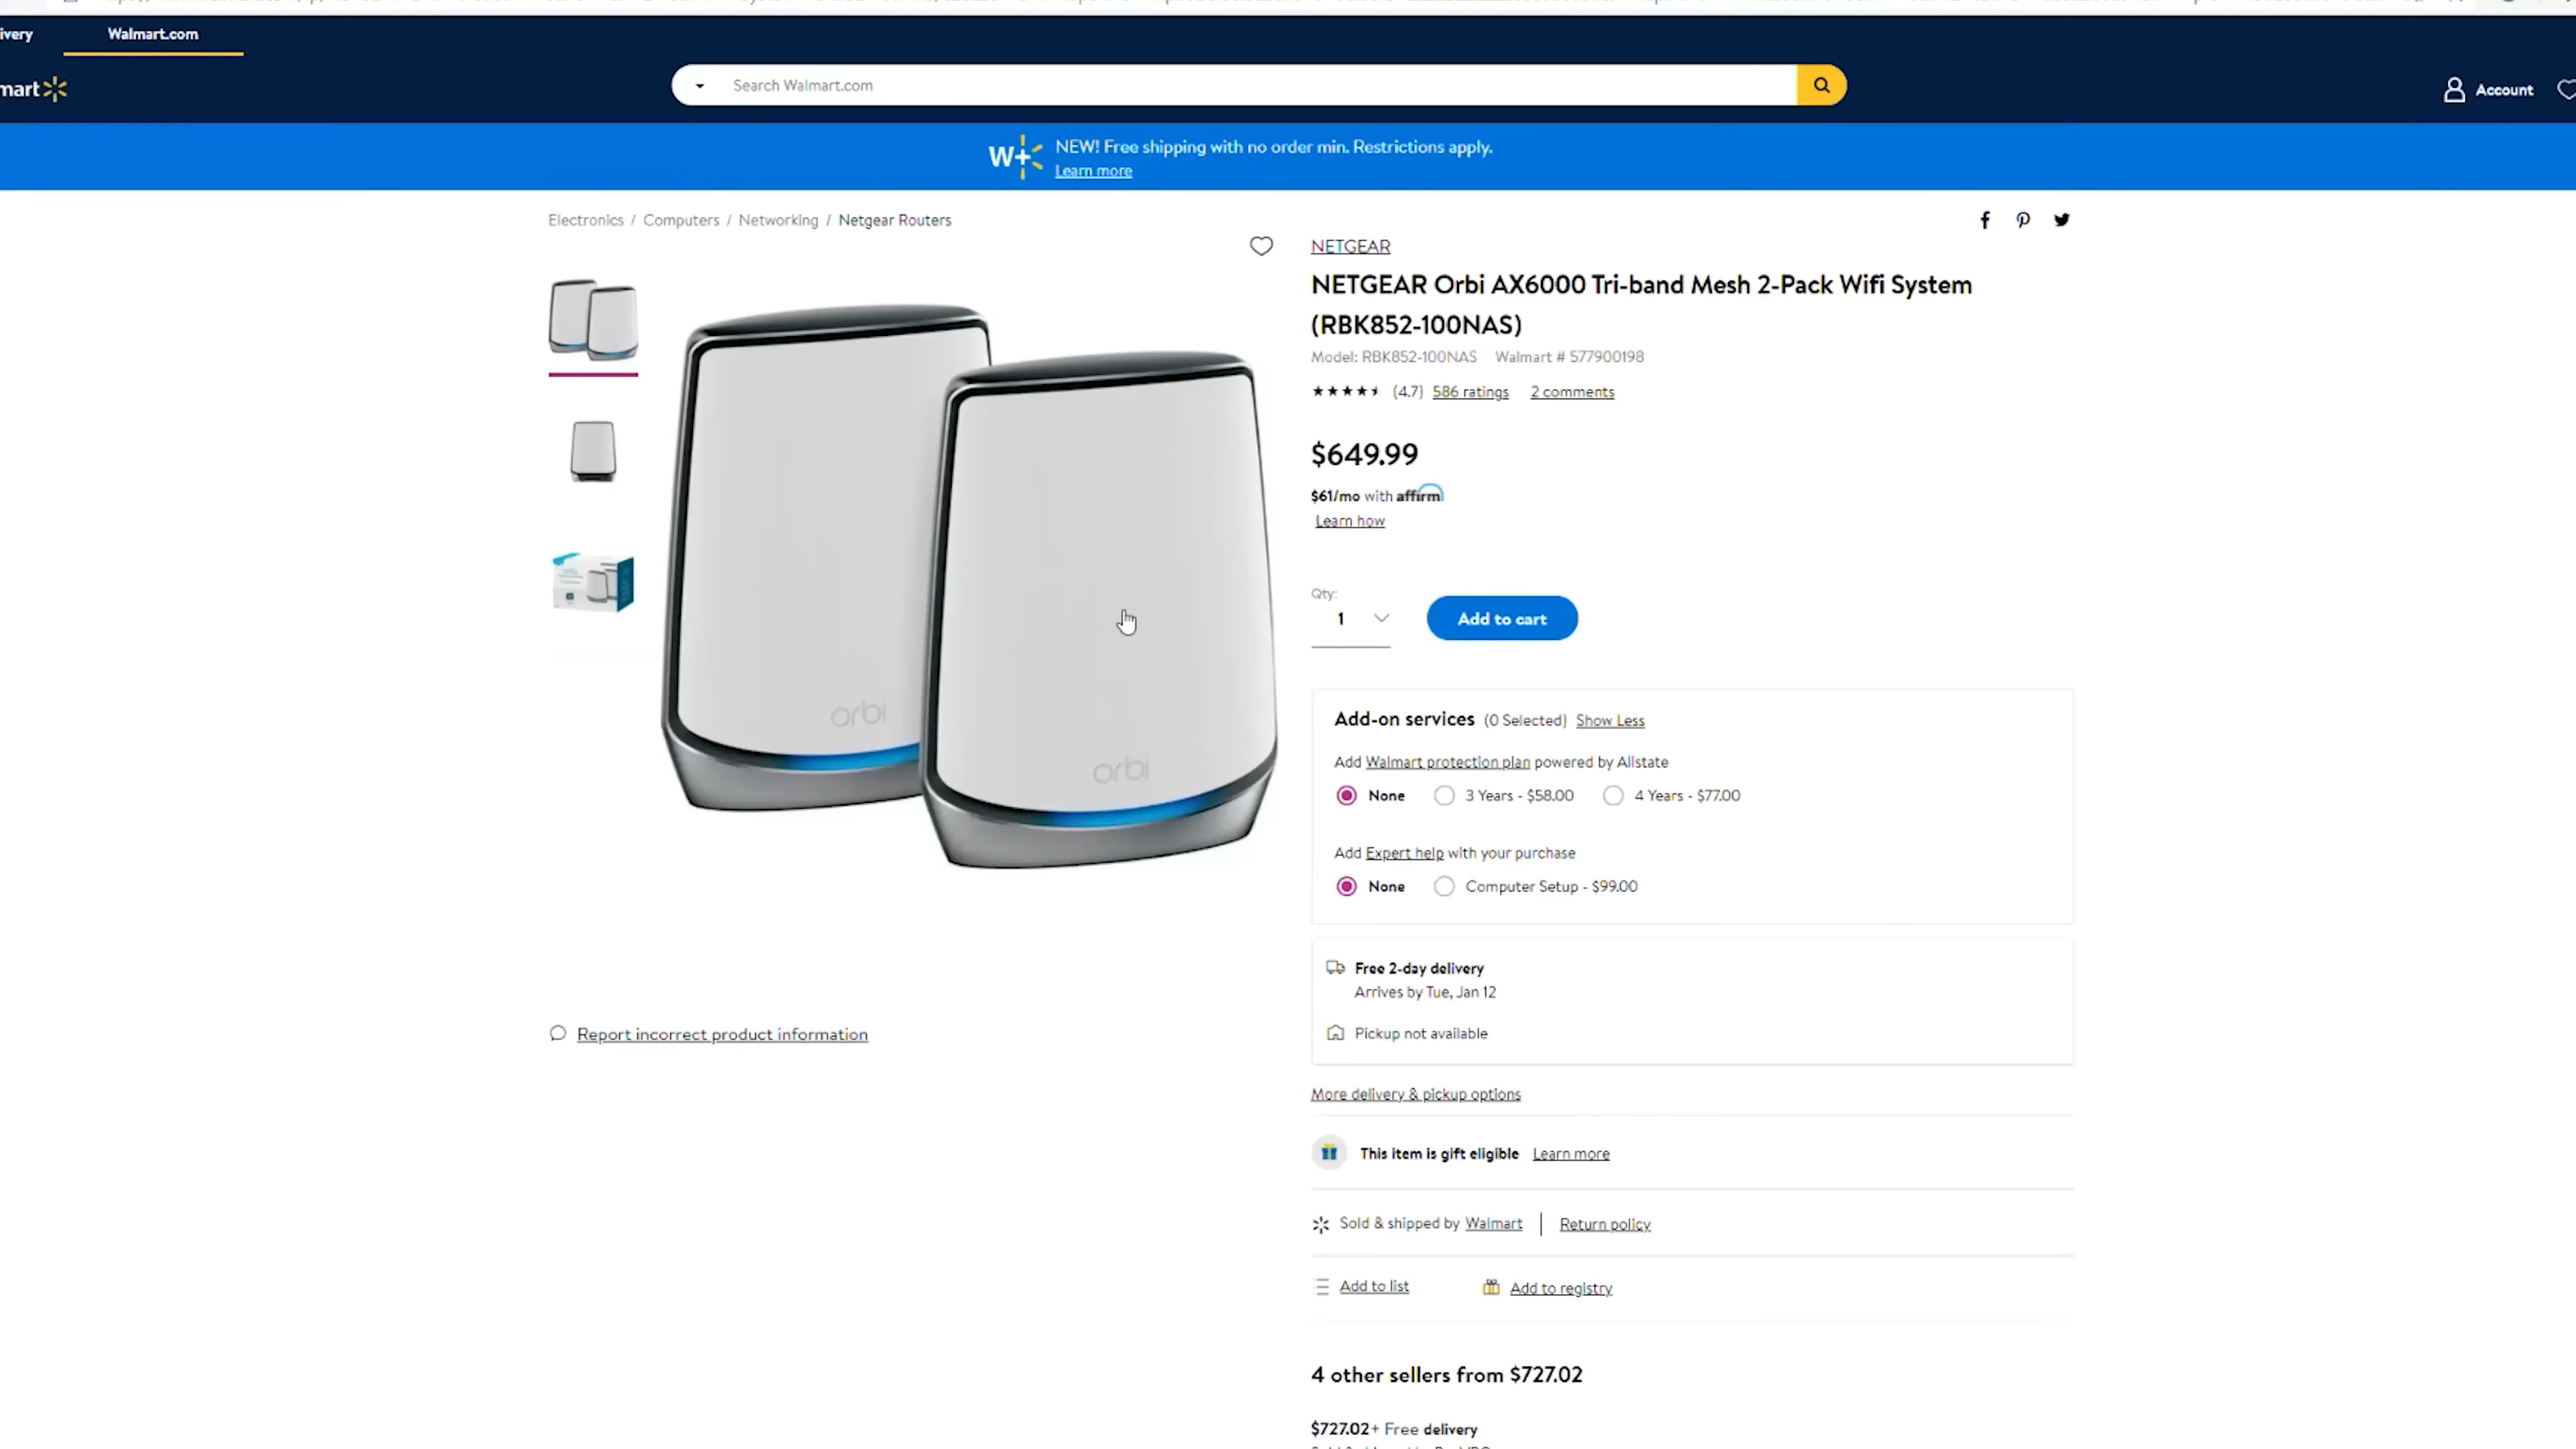 ivery
Walmart.com
mart
Search Walmart.com
Account
W+
NEW! Free shipping with no order min. Restrictions apply.
Learn more
Electronics / Computers / Networking / Netgear Routers
NETGEAR
NETGEAR Orbi AX6000 Tri-band Mesh 2-Pack Wifi System
(RBK852-100NAS)
Model: RBK852-100NAS Walmart # 577900198
(4.7) 586 ratings 2 comments
$649.99
$61/mo with affirm
Learn how
Qty:
1
Add to cart
orbi
orbi
Add-on services (0 Selected) Show Less
Add Walmart protection plan powered by Allstate
None 3 Years - $58.00 4 Years - $77.00
Add Expert help with your purchase
None Computer Setup - $99.00
Free 2-day delivery
Arrives by Tue, Jan 12
Pickup not available
Report incorrect product information
More delivery & pickup options
This item is gift eligible Learn more
Sold & shipped by Walmart | Return policy
Add to list Add to registry
4 other sellers from $727.02
$727.02+ Free delivery